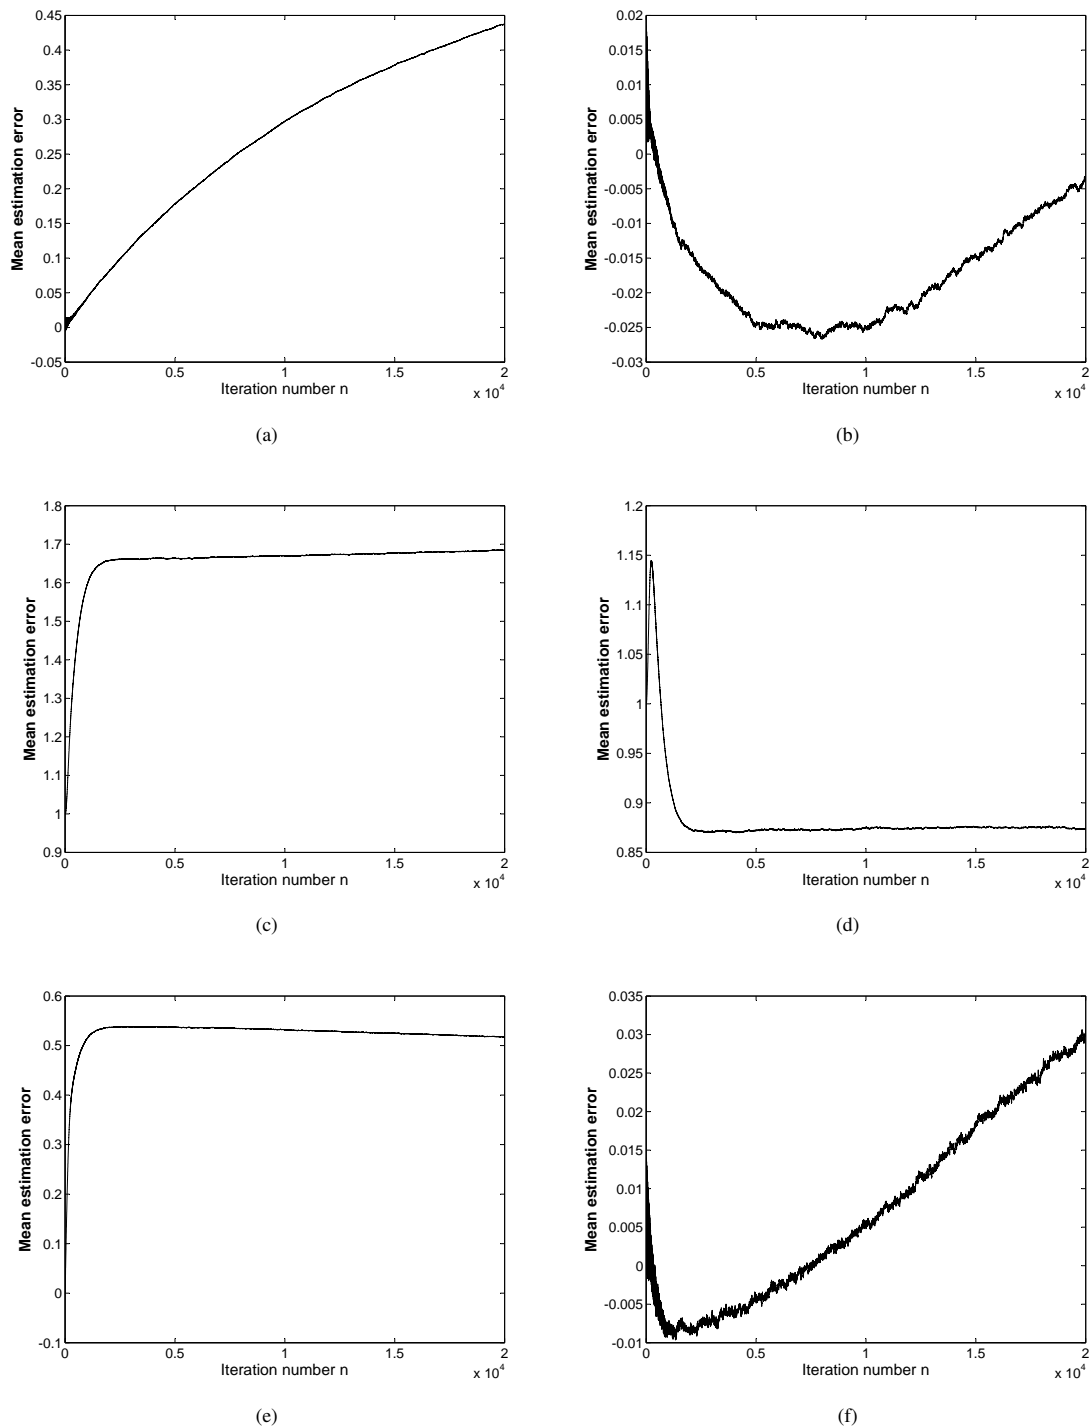 0.45
0.4
0.35
0.3
0.25
0.2
0.15
0.1
0.05
0
-0.05
Mean estimation error
0 0.5 1 1.5 2
Iteration number n
x 10^4
(a)
0.02
0.015
0.01
0.005
0
-0.005
-0.01
-0.015
-0.02
-0.025
-0.03
Mean estimation error
0 0.5 1 1.5 2
Iteration number n
x 10^4
(b)
1.8
1.7
1.6
1.5
1.4
1.3
1.2
1.1
1
0.9
Mean estimation error
0 0.5 1 1.5 2
Iteration number n
x 10^4
(c)
1.2
1.15
1.1
1.05
1
0.95
0.9
0.85
Mean estimation error
0 0.5 1 1.5 2
Iteration number n
x 10^4
(d)
0.6
0.5
0.4
0.3
0.2
0.1
0
-0.1
Mean estimation error
0 0.5 1 1.5 2
Iteration number n
x 10^4
(e)
0.035
0.03
0.025
0.02
0.015
0.01
0.005
0
-0.005
-0.01
Mean estimation error
0 0.5 1 1.5 2
Iteration number n
x 10^4
(f)